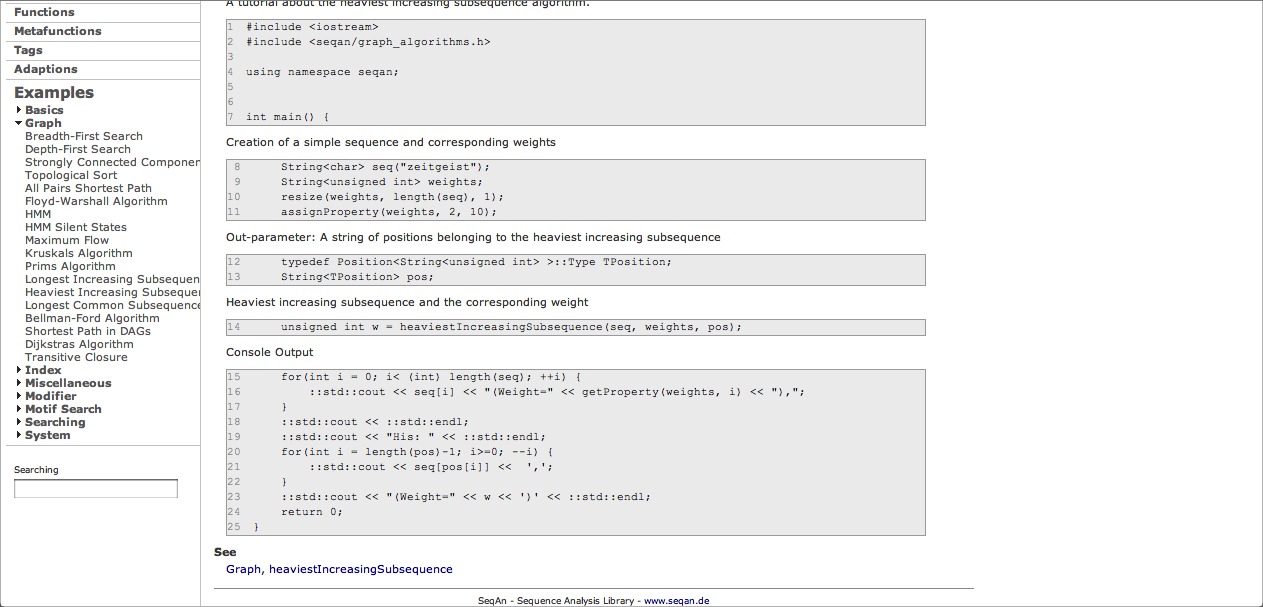 Functions
Metafunctions
Tags
Adaptions
Examples
Basics
Graph
Breadth-First Search
Depth-First Search
Strongly Connected Componen
Topological Sort
All Pairs Shortest Path
Floyd-Warshall Algorithm
HMM
HMM Silent States
Maximum Flow
Kruskals Algorithm
Prims Algorithm
Longest Increasing Subsequen
Heaviest Increasing Subsequen
Longest Common Subsequence
Bellman-Ford Algorithm
Shortest Path in DAGs
Dijkstras Algorithm
Transitive Closure
Index
Miscellaneous
Modifier
Motif Search
Searching
System
Searching
A tutorial about the heaviest increasing subsequence algorithm.
1 #include <iostream>
2 #include <seqan/graph_algorithms.h>
3
4 using namespace seqan;
5
6
7 int main() {
Creation of a simple sequence and corresponding weights
8 String<char> seq("zeitgeist");
9 String<unsigned int> weights;
10 resize(weights, length(seq), 1);
11 assignProperty(weights, 2, 10);
Out-parameter: A string of positions belonging to the heaviest increasing subsequence
12 typedef Position<String<unsigned int> >::Type TPosition;
13 String<TPosition> pos;
Heaviest increasing subsequence and the corresponding weight
14 unsigned int w = heaviestIncreasingSubsequence(seq, weights, pos);
Console Output
15 for(int i = 0; i< (int) length(seq); ++i) {
16 ::std::cout << seq[i] << "(Weight=" << getProperty(weights, i) << "),";
17 }
18 ::std::cout << ::std::endl;
19 ::std::cout << "His: " << ::std::endl;
20 for(int i = length(pos)-1; i>=0; --i) {
21 ::std::cout << seq[pos[i]] <<  ',';
22 }
23 ::std::cout << "(Weight=" << w << ')' << ::std::endl;
24 return 0;
25 }
See
Graph, heaviestIncreasingSubsequence
SeqAn - Sequence Analysis Library - www.seqan.de